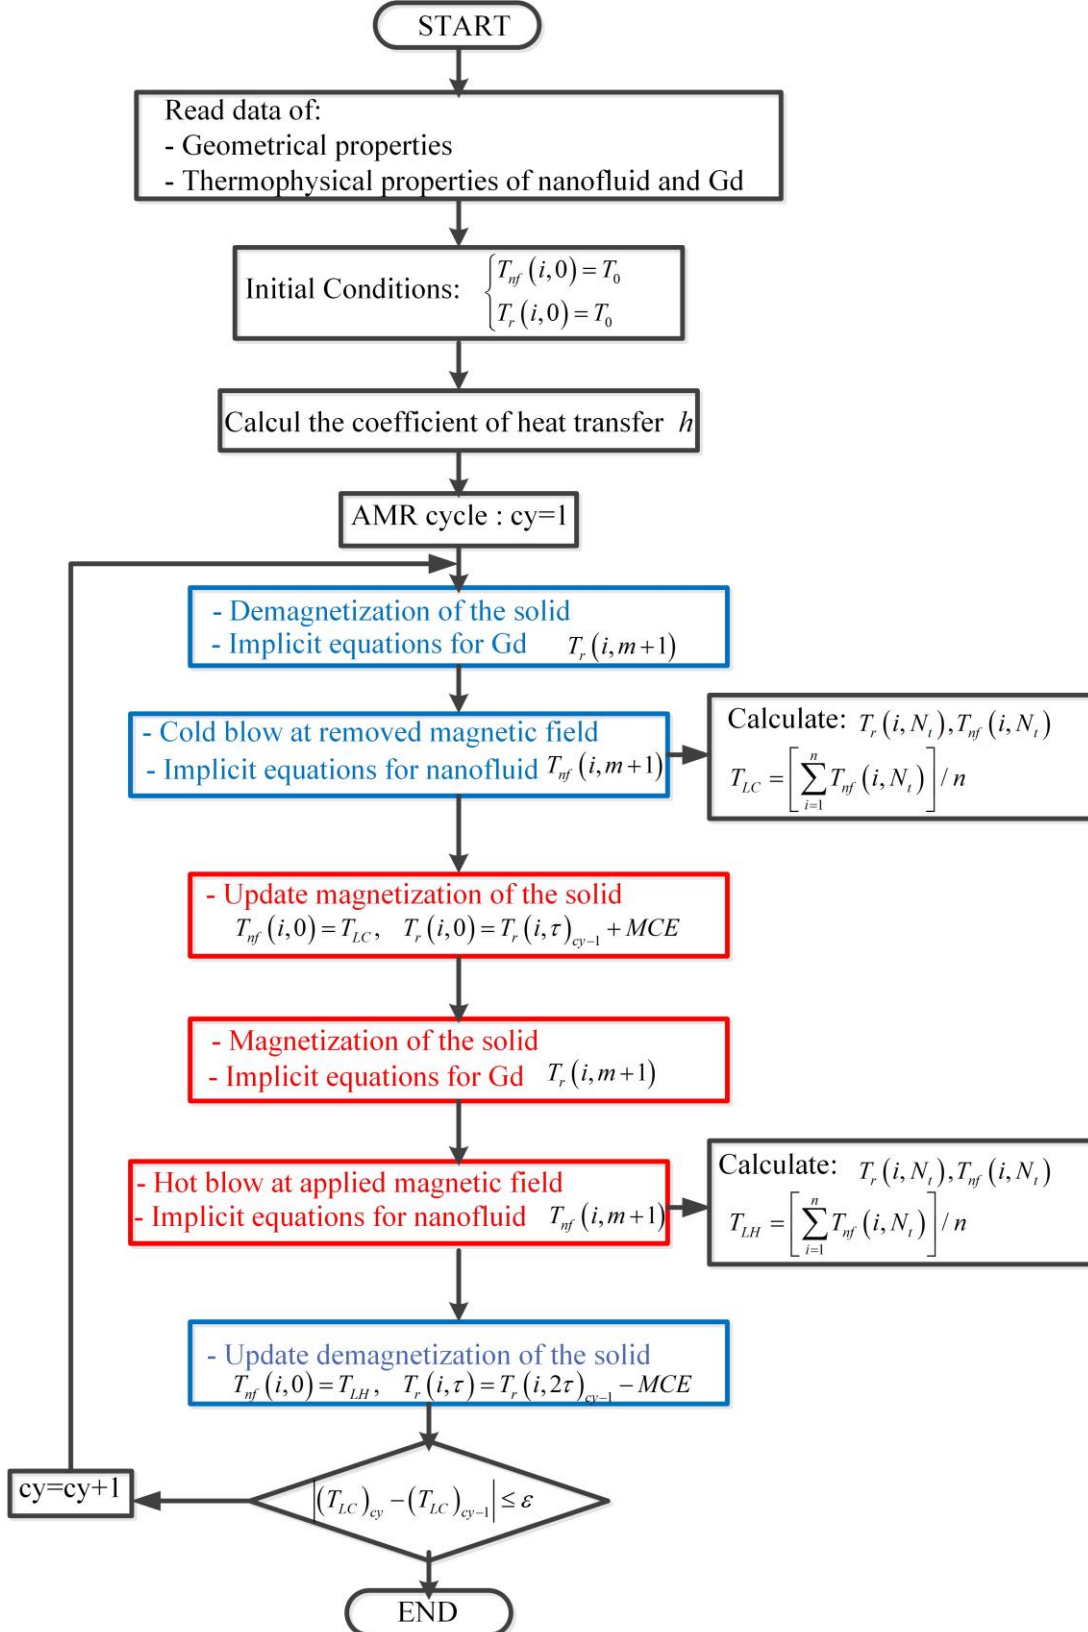 START
Read data of:
- Geometrical properties
- Thermophysical properties of nanofluid and Gd
Initial Conditions: {T_nf (i,0) = T_0
T_r (i,0) = T_0
Calcul the coefficient of heat transfer h
AMR cycle : cy=1
- Demagnetization of the solid
- Implicit equations for Gd T_r (i,m+1)
- Cold blow at removed magnetic field
- Implicit equations for nanofluid T_nf (i,m+1)
Calculate: T_r (i,N_t),T_nf (i,N_t)
T_LC = [∑_{i=1}^{n} T_nf (i,N_t)] / n
- Update magnetization of the solid
T_nf (i,0) = T_LC, T_r (i,0) = T_r (i,τ)_{cy−1} + MCE
- Magnetization of the solid
- Implicit equations for Gd T_r (i,m+1)
- Hot blow at applied magnetic field
- Implicit equations for nanofluid T_nf (i,m+1)
Calculate: T_r (i,N_t),T_nf (i,N_t)
T_LH = [∑_{i=1}^{n} T_nf (i,N_t)] / n
- Update demagnetization of the solid
T_nf (i,0) = T_LH, T_r (i,τ) = T_r (i,2τ)_{cy−1} − MCE
cy=cy+1
|(T_LC)_{cy} − (T_LC)_{cy−1}| ≤ ε
END